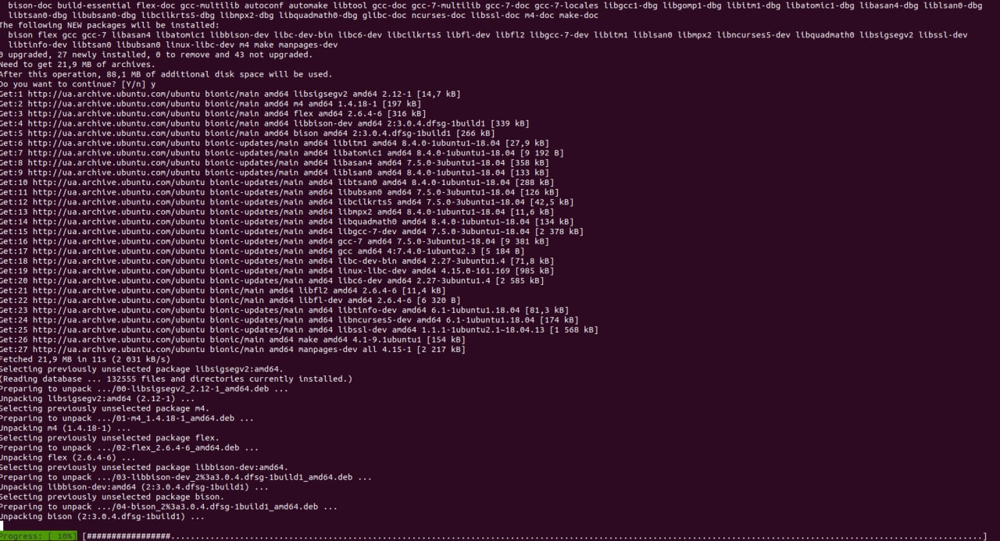 bison-doc build-essential flex-doc gcc-multilib autoconf automake libtool gcc-doc gcc-7-multilib gcc-7-doc gcc-7-locales libgcc1-dbg libgomp1-dbg libitm1-dbg libatomic1-dbg libasan4-dbg liblsan0-dbg
libtsan0-dbg libubsan0-dbg libcilkrts5-dbg libmpx2-dbg libquadmath0-dbg glibc-doc ncurses-doc libssl-doc m4-doc make-doc
The following NEW packages will be installed:
bison flex gcc gcc-7 libasan4 libatomic1 libbison-dev libc-dev-bin libc6-dev libcilkrts5 libfl-dev libfl2 libgcc-7-dev libitm1 liblsan0 libmpx2 libncurses5-dev libquadmath0 libsigsegv2 libssl-dev
libtinfo-dev libtsan0 libubsan0 linux-libc-dev m4 make manpages-dev
0 upgraded, 27 newly installed, 0 to remove and 43 not upgraded.
Need to get 21,9 MB of archives.
After this operation, 88,1 MB of additional disk space will be used.
Do you want to continue? [Y/n] y
Get:1 http://ua.archive.ubuntu.com/ubuntu bionic/main amd64 libsigsegv2 amd64 2.12-1 [14,7 kB]
Get:2 http://ua.archive.ubuntu.com/ubuntu bionic/main amd64 m4 amd64 1.4.18-1 [197 kB]
Get:3 http://ua.archive.ubuntu.com/ubuntu bionic/main amd64 flex amd64 2.6.4-6 [316 kB]
Get:4 http://ua.archive.ubuntu.com/ubuntu bionic/main amd64 libbison-dev amd64 2:3.0.4.dfsg-1build1 [339 kB]
Get:5 http://ua.archive.ubuntu.com/ubuntu bionic/main amd64 bison amd64 2:3.0.4.dfsg-1build1 [266 kB]
Get:6 http://ua.archive.ubuntu.com/ubuntu bionic-updates/main amd64 libitm1 amd64 8.4.0-1ubuntu1~18.04 [27,9 kB]
Get:7 http://ua.archive.ubuntu.com/ubuntu bionic-updates/main amd64 libatomic1 amd64 8.4.0-1ubuntu1~18.04 [9 192 B]
Get:8 http://ua.archive.ubuntu.com/ubuntu bionic-updates/main amd64 libasan4 amd64 7.5.0-3ubuntu1~18.04 [358 kB]
Get:9 http://ua.archive.ubuntu.com/ubuntu bionic-updates/main amd64 liblsan0 amd64 8.4.0-1ubuntu1~18.04 [133 kB]
Get:10 http://ua.archive.ubuntu.com/ubuntu bionic-updates/main amd64 libtsan0 amd64 8.4.0-1ubuntu1~18.04 [288 kB]
Get:11 http://ua.archive.ubuntu.com/ubuntu bionic-updates/main amd64 libubsan0 amd64 7.5.0-3ubuntu1~18.04 [126 kB]
Get:12 http://ua.archive.ubuntu.com/ubuntu bionic-updates/main amd64 libcilkrts5 amd64 7.5.0-3ubuntu1~18.04 [42,5 kB]
Get:13 http://ua.archive.ubuntu.com/ubuntu bionic-updates/main amd64 libmpx2 amd64 8.4.0-1ubuntu1~18.04 [11,6 kB]
Get:14 http://ua.archive.ubuntu.com/ubuntu bionic-updates/main amd64 libquadmath0 amd64 8.4.0-1ubuntu1~18.04 [134 kB]
Get:15 http://ua.archive.ubuntu.com/ubuntu bionic-updates/main amd64 libgcc-7-dev amd64 7.5.0-3ubuntu1~18.04 [2 378 kB]
Get:16 http://ua.archive.ubuntu.com/ubuntu bionic-updates/main amd64 gcc-7 amd64 7.5.0-3ubuntu1~18.04 [9 381 kB]
Get:17 http://ua.archive.ubuntu.com/ubuntu bionic-updates/main amd64 gcc amd64 4:7.4.0-1ubuntu2.3 [5 184 B]
Get:18 http://ua.archive.ubuntu.com/ubuntu bionic-updates/main amd64 libc-dev-bin amd64 2.27-3ubuntu1.4 [71,8 kB]
Get:19 http://ua.archive.ubuntu.com/ubuntu bionic-updates/main amd64 linux-libc-dev amd64 4.15.0-161.169 [985 kB]
Get:20 http://ua.archive.ubuntu.com/ubuntu bionic-updates/main amd64 libc6-dev amd64 2.27-3ubuntu1.4 [2 585 kB]
Get:21 http://ua.archive.ubuntu.com/ubuntu bionic/main amd64 libfl2 amd64 2.6.4-6 [11,4 kB]
Get:22 http://ua.archive.ubuntu.com/ubuntu bionic/main amd64 libfl-dev amd64 2.6.4-6 [6 320 B]
Get:23 http://ua.archive.ubuntu.com/ubuntu bionic-updates/main amd64 libtinfo-dev amd64 6.1-1ubuntu1.18.04 [81,3 kB]
Get:24 http://ua.archive.ubuntu.com/ubuntu bionic-updates/main amd64 libncurses5-dev amd64 6.1-1ubuntu1.18.04 [174 kB]
Get:25 http://ua.archive.ubuntu.com/ubuntu bionic-updates/main amd64 libssl-dev amd64 1.1.1-1ubuntu2.1~18.04.13 [1 568 kB]
Get:26 http://ua.archive.ubuntu.com/ubuntu bionic/main amd64 make amd64 4.1-9.1ubuntu1 [154 kB]
Get:27 http://ua.archive.ubuntu.com/ubuntu bionic/main amd64 manpages-dev all 4.15-1 [2 217 kB]
Fetched 21,9 MB in 11s (2 031 kB/s)
Selecting previously unselected package libsigsegv2:amd64.
(Reading database ... 132555 files and directories currently installed.)
Preparing to unpack .../00-libsigsegv2_2.12-1_amd64.deb ...
Unpacking libsigsegv2:amd64 (2.12-1) ...
Selecting previously unselected package m4.
Preparing to unpack .../01-m4_1.4.18-1_amd64.deb ...
Unpacking m4 (1.4.18-1) ...
Selecting previously unselected package flex.
Preparing to unpack .../02-flex_2.6.4-6_amd64.deb ...
Unpacking flex (2.6.4-6) ...
Selecting previously unselected package libbison-dev:amd64.
Preparing to unpack .../03-libbison-dev_2%3a3.0.4.dfsg-1build1_amd64.deb ...
Unpacking libbison-dev:amd64 (2:3.0.4.dfsg-1build1) ...
Selecting previously unselected package bison.
Preparing to unpack .../04-bison_2%3a3.0.4.dfsg-1build1_amd64.deb ...
Unpacking bison (2:3.0.4.dfsg-1build1) ...
Progress: [ 10%] [#################..........................................................................................................................................................]